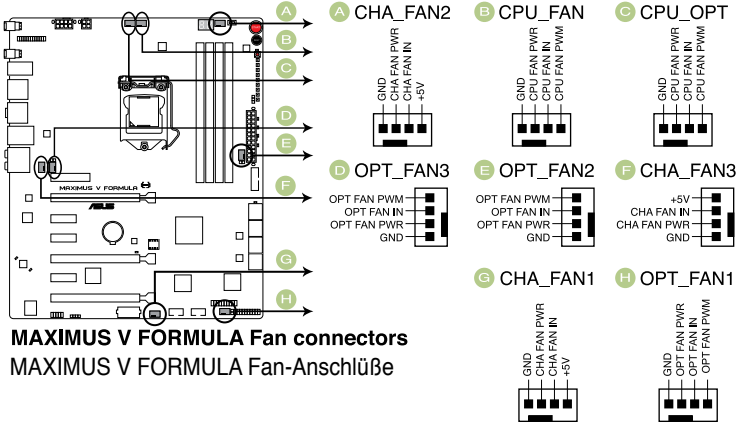 A
B
C
D
E
F
G
H
MAXIMUS V FORMULA
ASUS
A CHA_FAN2
GND
CHA FAN PWR
CHA FAN IN
+5V
B CPU_FAN
GND
CPU FAN PWR
CPU FAN IN
CPU FAN PWM
C CPU_OPT
GND
CPU FAN PWR
CPU FAN IN
CPU FAN PWM
D OPT_FAN3
OPT FAN PWM
OPT FAN IN
OPT FAN PWR
GND
E OPT_FAN2
OPT FAN PWM
OPT FAN IN
OPT FAN PWR
GND
F CHA_FAN3
+5V
CHA FAN IN
CHA FAN PWR
GND
G CHA_FAN1
GND
CHA FAN PWR
CHA FAN IN
+5V
H OPT_FAN1
GND
OPT FAN PWR
OPT FAN IN
OPT FAN PWM
MAXIMUS V FORMULA Fan connectors
MAXIMUS V FORMULA Fan-Anschlüße